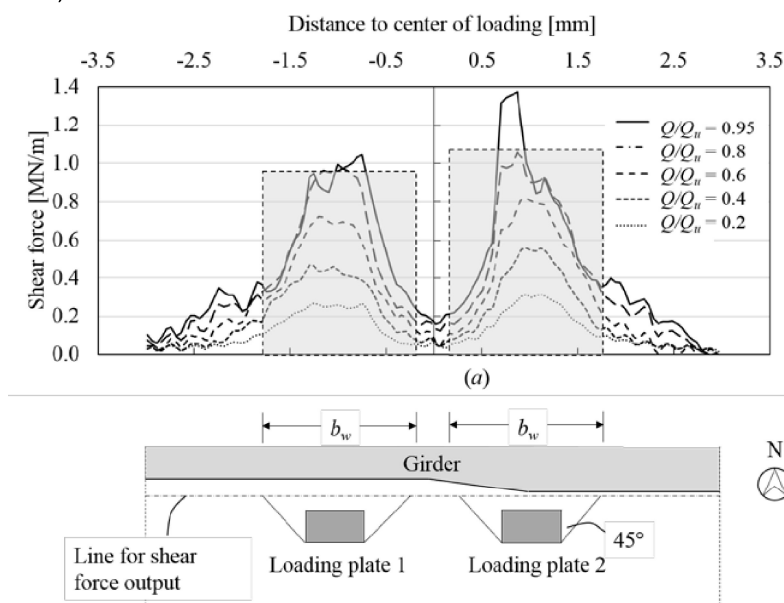 Distance to center of loading [mm]
-3.5 -2.5 -1.5 -0.5 0.5 1.5 2.5 3.5
Shear force [MN/m]
1.4
1.2
1.0
0.8
0.6
0.4
0.2
0.0
Q/Qu = 0.95
Q/Qu = 0.8
Q/Qu = 0.6
Q/Qu = 0.4
Q/Qu = 0.2
(a)
bw bw
N
Girder
Line for shear
force output
Loading plate 1
Loading plate 2
45°